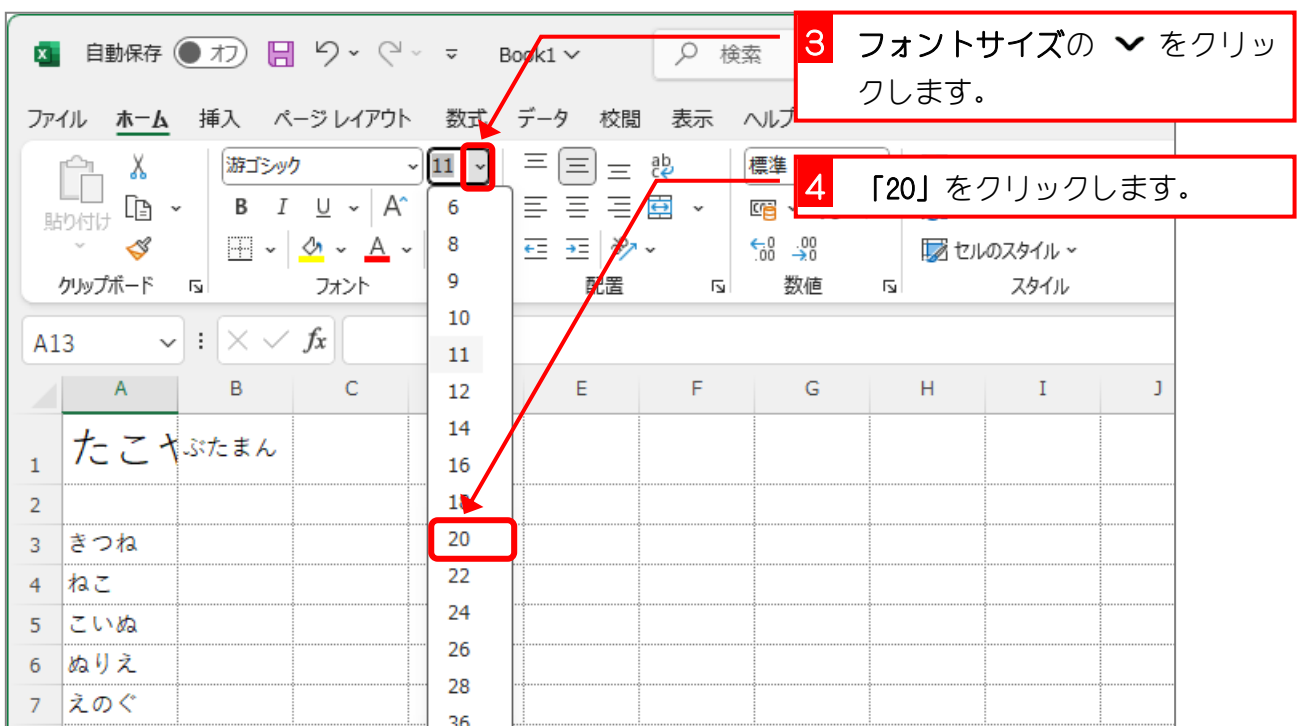 自動保存 オフ Book1 検索
3 フォントサイズの ﹀ をクリッ
クします。
ファイル ホーム 挿入 ページ レイアウト 数式 データ 校閲 表示 ヘルプ
游ゴシック 11 ab 標準
c
4 「20」をクリックします。
貼り付け B I U A A
.00 .00
セルのスタイル
クリップボード フォント 配置 数値 スタイル
A13 fx
A B C E F G H I J
6
8
9
10
11
12
14
16
18
20
22
24
26
28
36
1 たこ ぶたまん
2
3 きつね
4 ねこ
5 こいぬ
6 ぬりえ
7 えのぐ